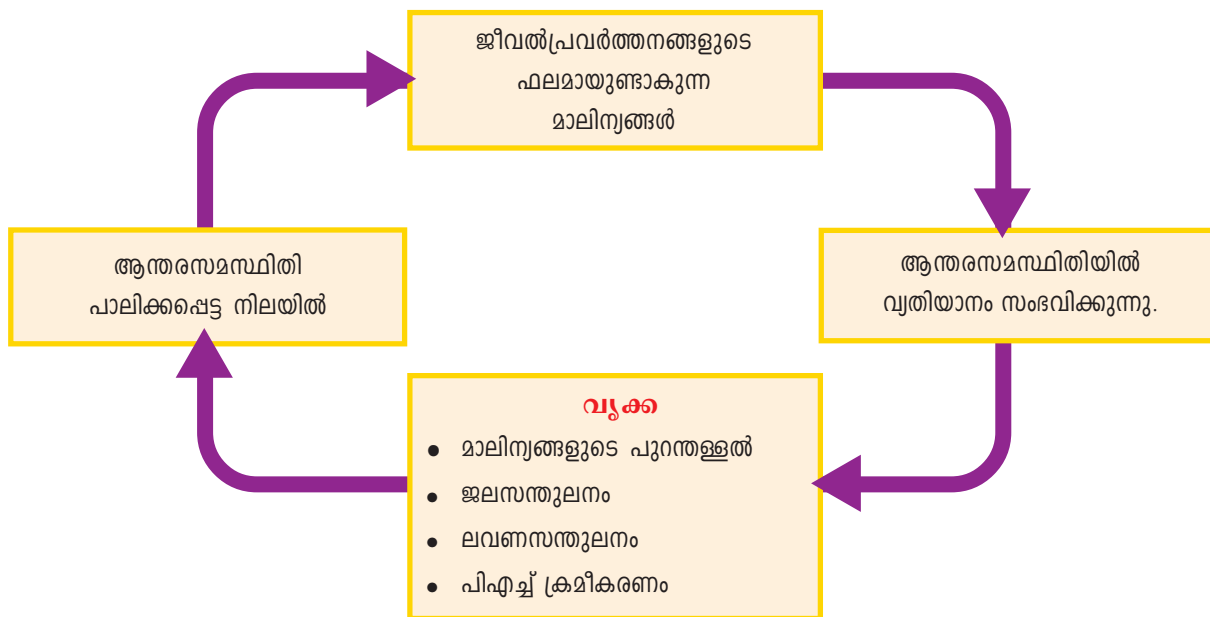 ജീവൽപ്രവർത്തനങ്ങളുടെ
ഫലമായുണ്ടാകുന്ന
മാലിന്യങ്ങൾ
ആന്തരസമസ്ഥിതി
പാലിക്കപ്പെട്ട നിലയിൽ
ആന്തരസമസ്ഥിതിയിൽ
വ്യതിയാനം സംഭവിക്കുന്നു.
വൃക്ക
• മാലിന്യങ്ങളുടെ പുറന്തള്ളൽ
• ജലസന്തുലനം
• ലവണസന്തുലനം
• പിഎച്ച് ക്രമീകരണം